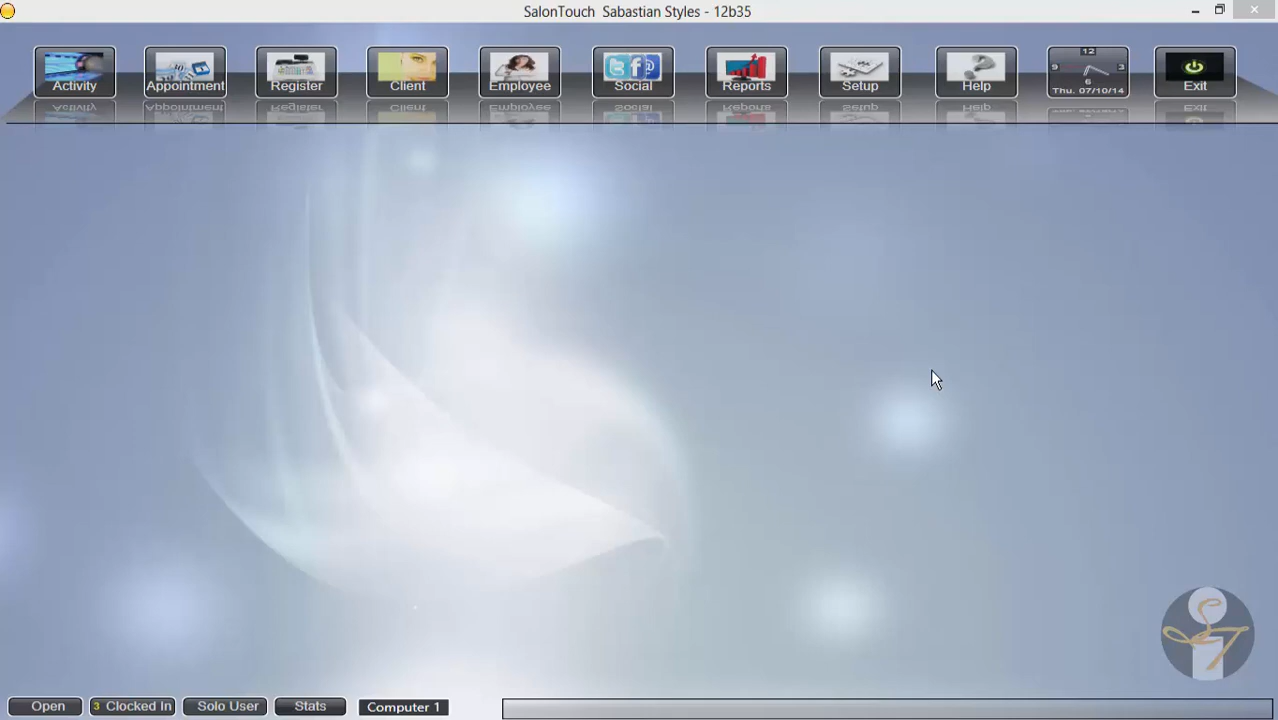 SalonTouch Sabastian Styles - 12b35
Activity
Appointment
Register
Client
Employee
Social
Reports
Setup
Help
12
9 3
6
Thu. 07/10/14
Exit
Open
3 Clocked In
Solo User
Stats
Computer 1
ST